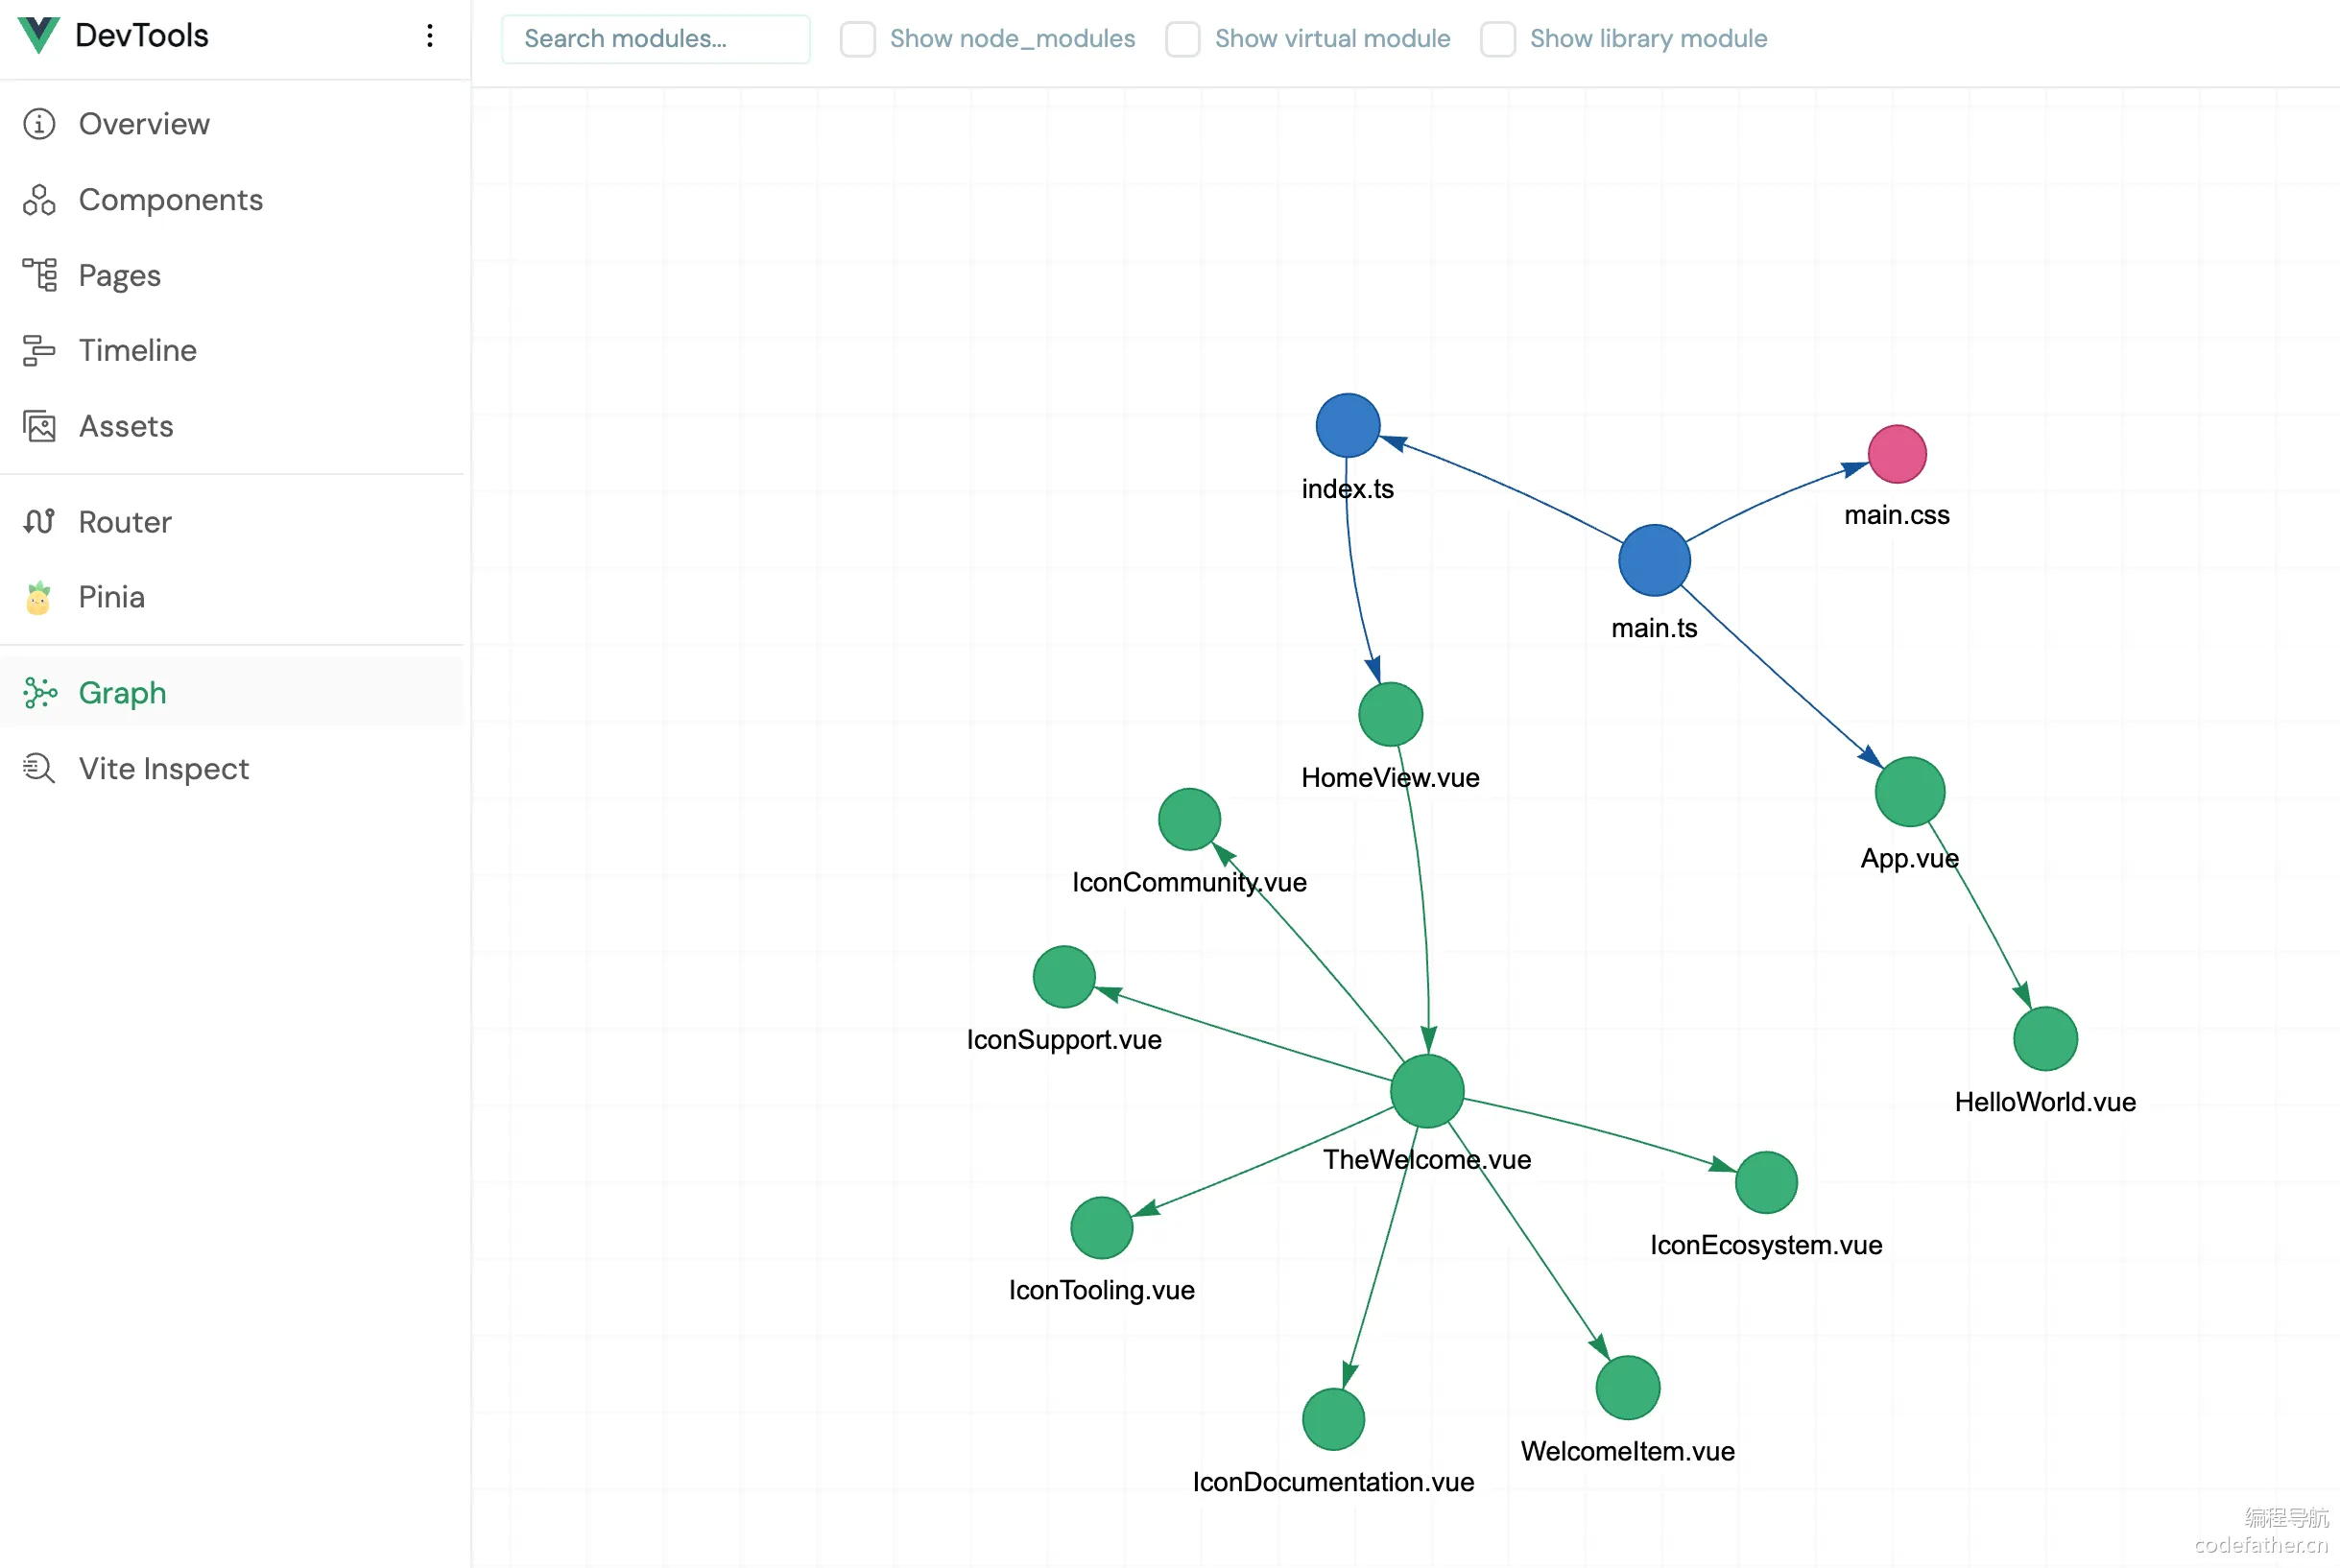 DevTools
Search modules...
Show node_modules
Show virtual module
Show library module
Overview
Components
Pages
Timeline
Assets
Router
Pinia
Graph
Vite Inspect
index.ts
main.css
main.ts
HomeView.vue
App.vue
IconCommunity.vue
IconSupport.vue
HelloWorld.vue
TheWelcome.vue
IconEcosystem.vue
IconTooling.vue
WelcomeItem.vue
IconDocumentation.vue
编程导航
codefather.cn